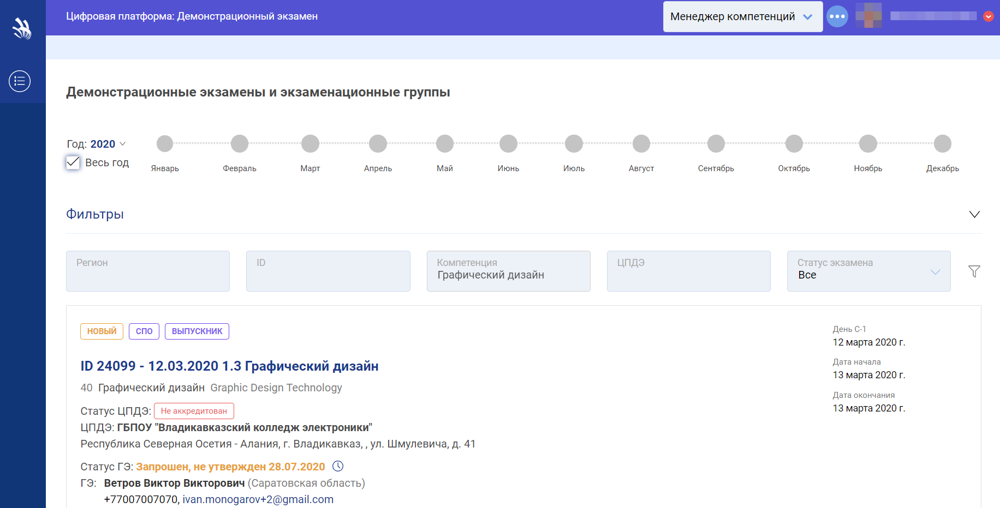 Цифровая платформа: Демонстрационный экзамен
Менеджер компетенций
Демонстрационные экзамены и экзаменационные группы
Год: 2020
Весь год
Январь Февраль Март Апрель Май Июнь Июль Август Сентябрь Октябрь Ноябрь Декабрь
Фильтры
Регион
ID
Компетенция
Графический дизайн
ЦПДЭ
Статус экзамена
Все
НОВЫЙ СПО ВЫПУСКНИК
ID 24099 - 12.03.2020 1.3 Графический дизайн
40 Графический дизайн Graphic Design Technology
Статус ЦПДЭ: Не аккредитован
ЦПДЭ: ГБПОУ "Владикавказский колледж электроники"
Республика Северная Осетия - Алания, г. Владикавказ, , ул. Шмулевича, д. 41
Статус ГЭ: Запрошен, не утвержден 28.07.2020
ГЭ: Ветров Виктор Викторович (Саратовская область)
+77007007070, ivan.monogarov+2@gmail.com
День С-1
12 марта 2020 г.
Дата начала
13 марта 2020 г.
Дата окончания
13 марта 2020 г.